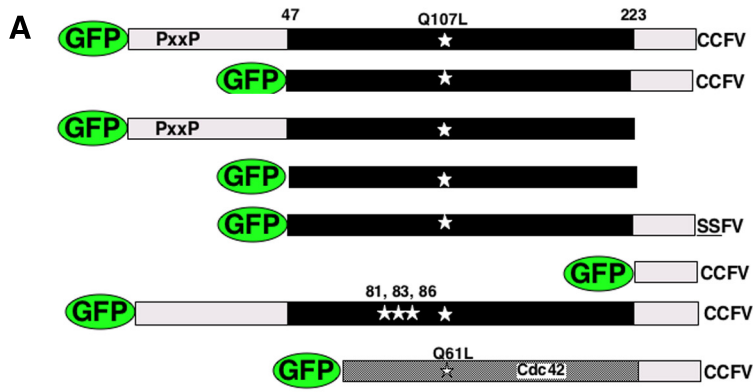 A
47 Q107L 223
GFP PxxP CCFV
GFP CCFV
GFP PxxP
GFP
GFP SSFV
GFP CCFV
81, 83, 86
GFP CCFV
Q61L
GFP Cdc42 CCFV